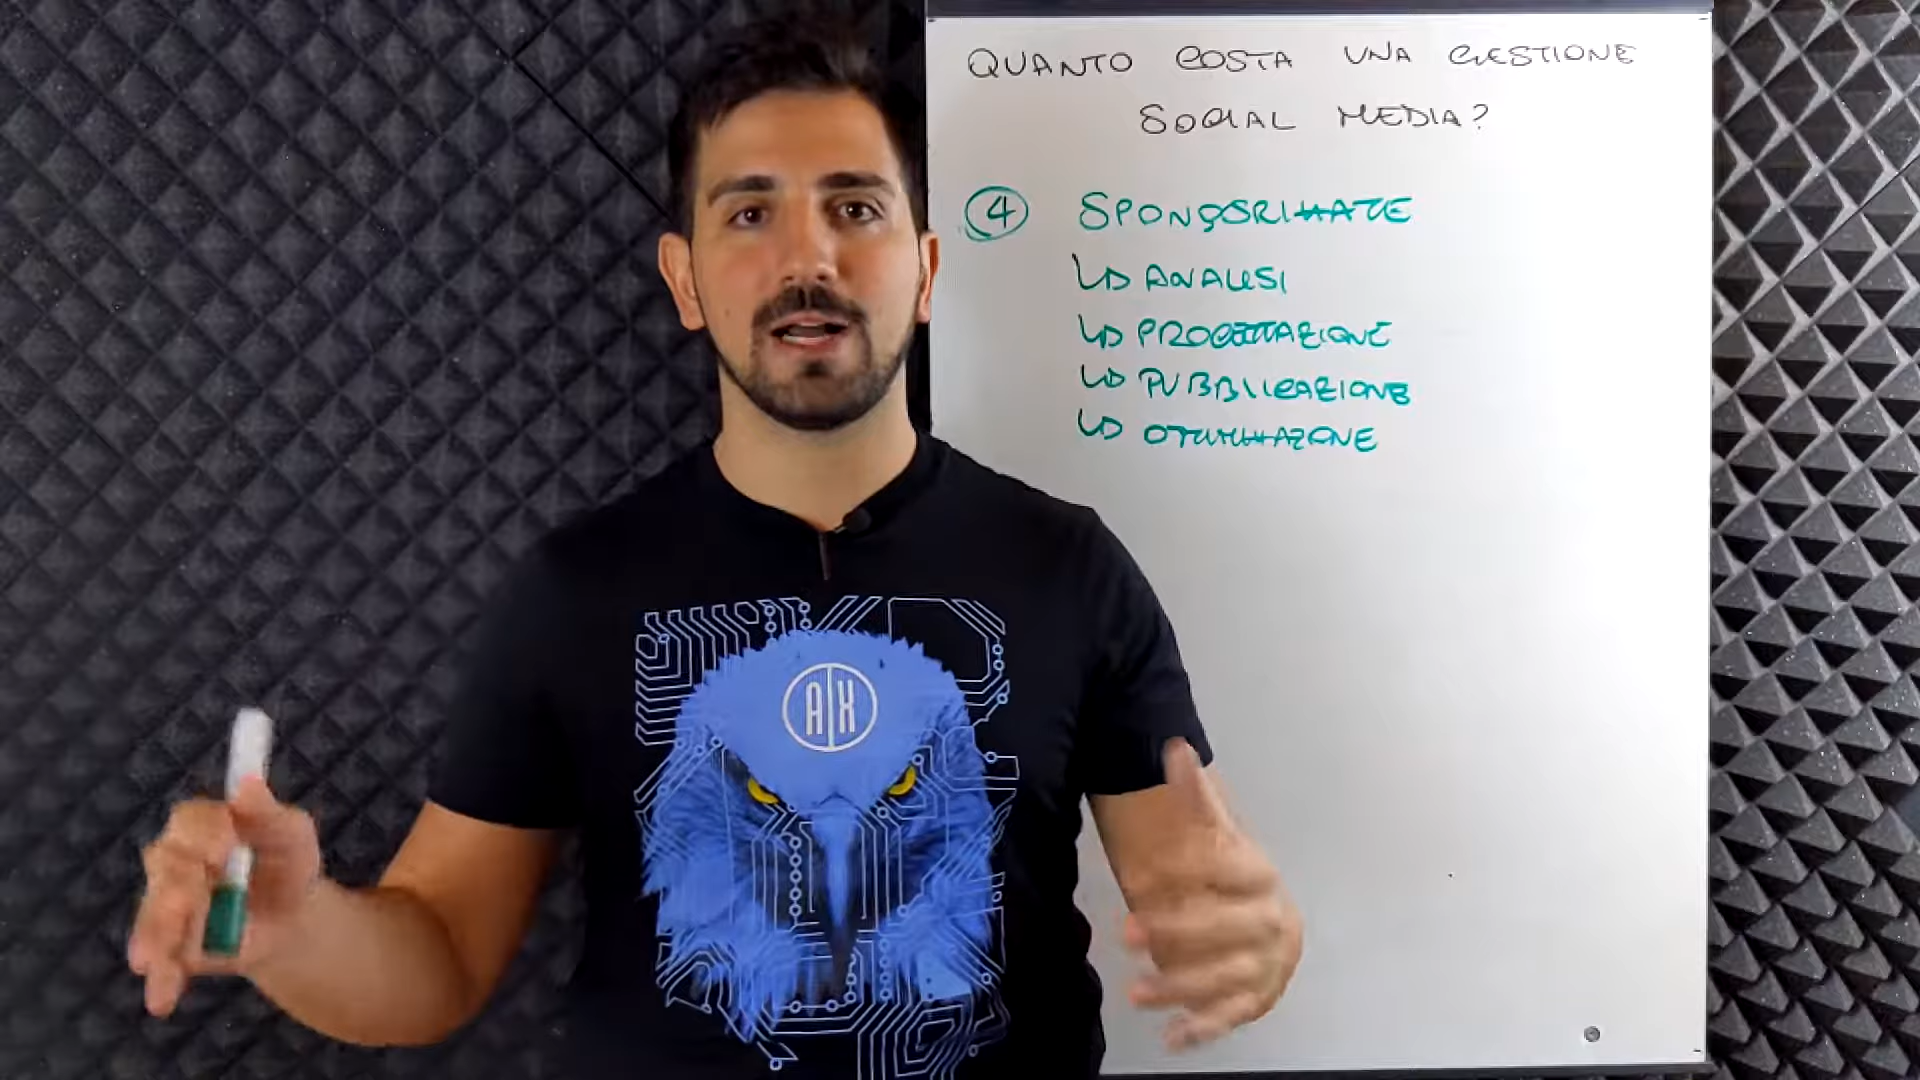 QUANTO COSTA UNA GESTIONE
SOCIAL MEDIA?
4 SPONSORIZZATE
↳ ANALISI
↳ PROGETTAZIONE
↳ PUBBLICAZIONE
↳ OTTIMIZZAZIONE
A|X